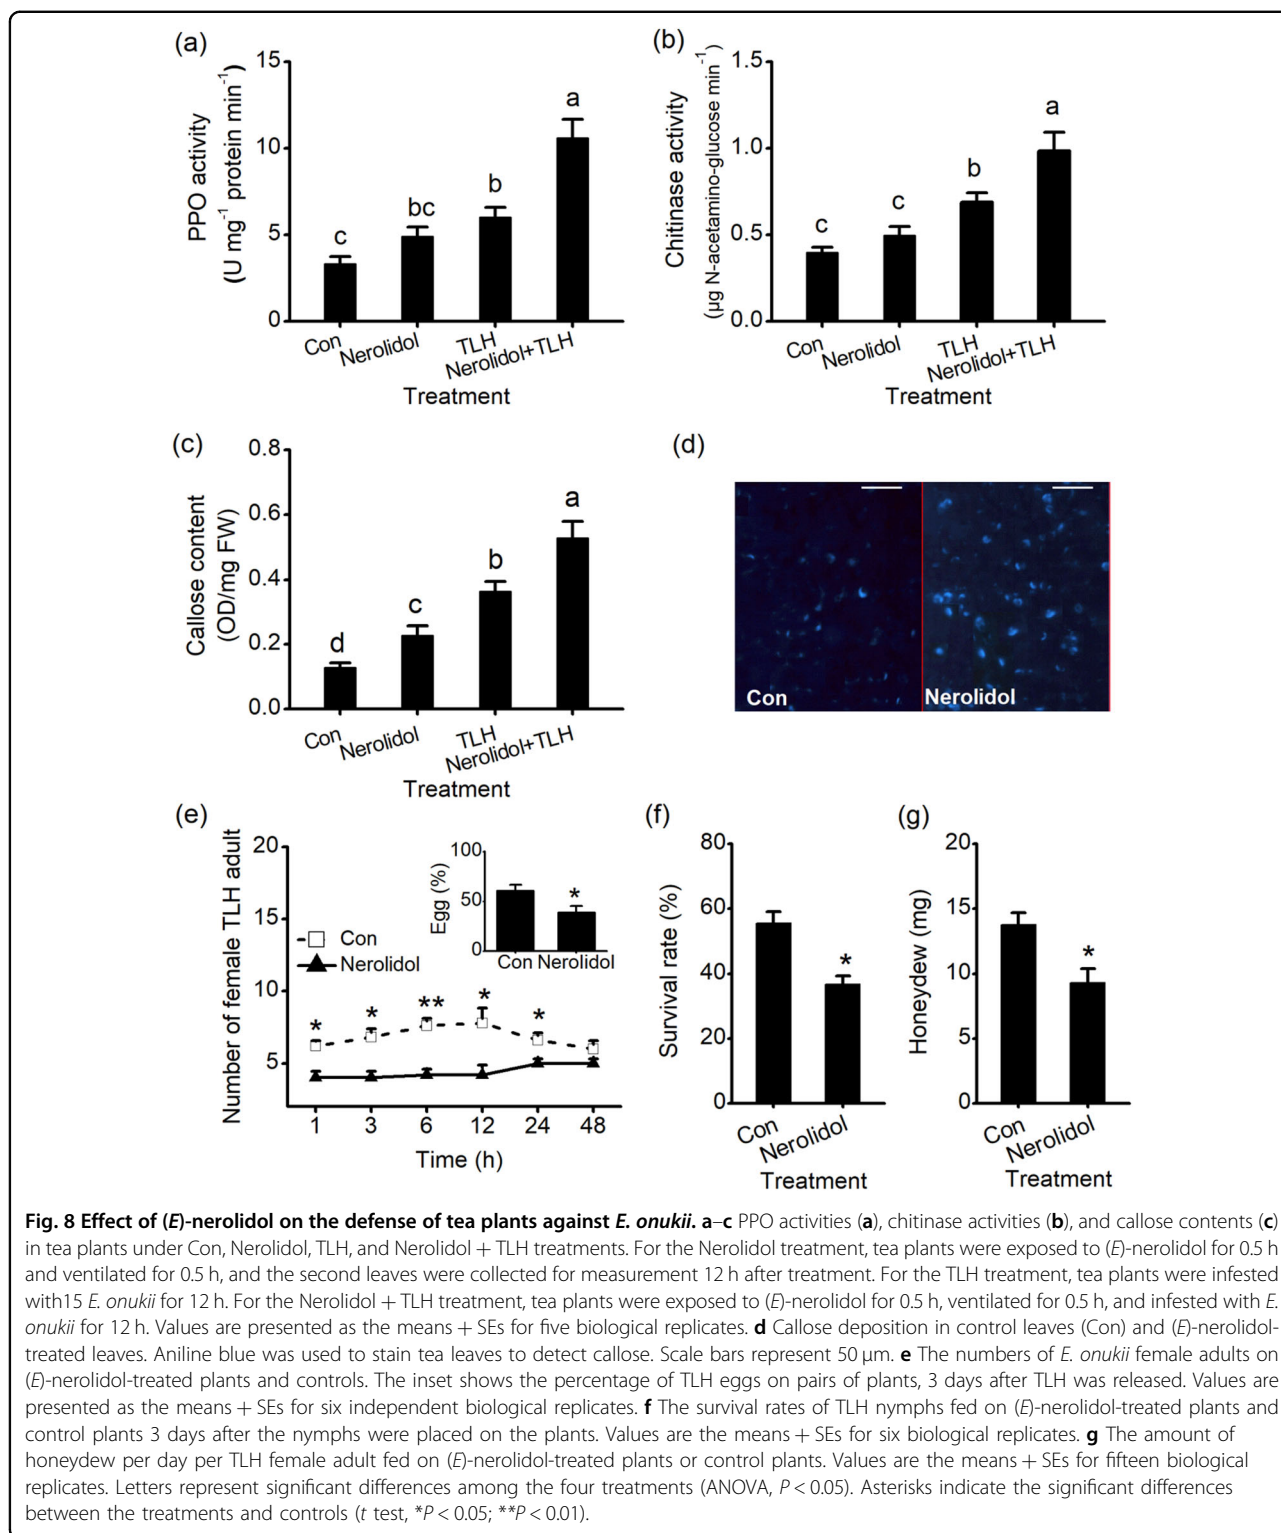 (a)
15
10
5
0
PPO activity
(U mg⁻¹ protein min⁻¹)
c
bc
b
a
Con
Nerolidol
TLH
Nerolidol+TLH
Treatment
(b)
1.5
1.0
0.5
0.0
Chitinase activity
(µg N-acetamino-glucose min⁻¹)
c
c
b
a
Con
Nerolidol
TLH
Nerolidol+TLH
Treatment
(c)
0.8
0.6
0.4
0.2
0.0
Callose content
(OD/mg FW)
d
c
b
a
Con
Nerolidol
TLH
Nerolidol+TLH
Treatment
(d)
Con
Nerolidol
(e)
20
15
10
5
Number of female TLH adult
Con
Nerolidol
* * ** * *
1 3 6 12 24 48
Time (h)
100
50
0
Egg (%)
*
Con Nerolidol
(f)
80
60
40
20
0
Survival rate (%)
*
Con
Nerolidol
Treatment
(g)
20
15
10
5
0
Honeydew (mg)
*
Con
Nerolidol
Treatment
Fig. 8 Effect of (E)-nerolidol on the defense of tea plants against E. onukii. a–c PPO activities (a), chitinase activities (b), and callose contents (c)
in tea plants under Con, Nerolidol, TLH, and Nerolidol + TLH treatments. For the Nerolidol treatment, tea plants were exposed to (E)-nerolidol for 0.5 h
and ventilated for 0.5 h, and the second leaves were collected for measurement 12 h after treatment. For the TLH treatment, tea plants were infested
with15 E. onukii for 12 h. For the Nerolidol + TLH treatment, tea plants were exposed to (E)-nerolidol for 0.5 h, ventilated for 0.5 h, and infested with E.
onukii for 12 h. Values are presented as the means + SEs for five biological replicates. d Callose deposition in control leaves (Con) and (E)-nerolidol-
treated leaves. Aniline blue was used to stain tea leaves to detect callose. Scale bars represent 50 µm. e The numbers of E. onukii female adults on
(E)-nerolidol-treated plants and controls. The inset shows the percentage of TLH eggs on pairs of plants, 3 days after TLH was released. Values are
presented as the means + SEs for six independent biological replicates. f The survival rates of TLH nymphs fed on (E)-nerolidol-treated plants and
control plants 3 days after the nymphs were placed on the plants. Values are the means + SEs for six biological replicates. g The amount of
honeydew per day per TLH female adult fed on (E)-nerolidol-treated plants or control plants. Values are the means + SEs for fifteen biological
replicates. Letters represent significant differences among the four treatments (ANOVA, P < 0.05). Asterisks indicate the significant differences
between the treatments and controls (t test, *P < 0.05; **P < 0.01).